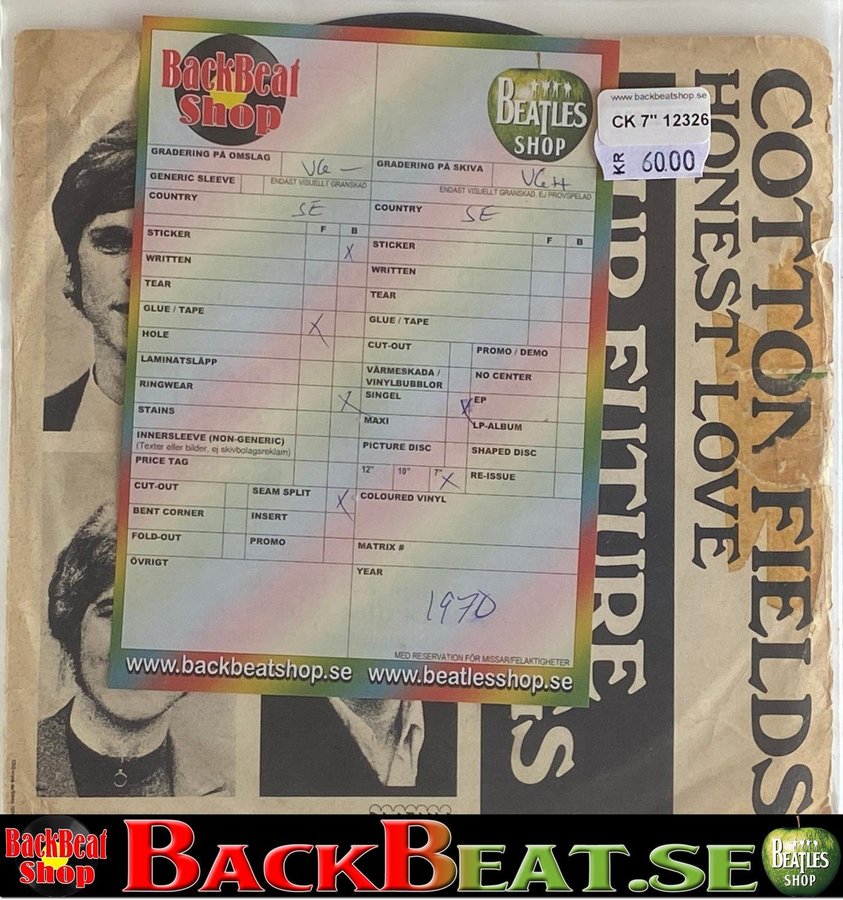 BackBeat
Shop
BEATLES
SHOP
www.backbeatshop.se
CK 7" 12326
KR 60.00
GRADERING PÅ OMSLAG VG -
GENERIC SLEEVE
ENDAST VISUELLT GRANSKAD
COUNTRY SE
F B
STICKER
WRITTEN X
TEAR
GLUE / TAPE
HOLE X
LAMINATSLÄPP
RINGWEAR
STAINS X
INNERSLEEVE (NON-GENERIC)
(Texter eller bilder, ej skivbolagsreklam)
PRICE TAG
CUT-OUT
SEAM SPLIT X
BENT CORNER
INSERT
FOLD-OUT
PROMO
ÖVRIGT
GRADERING PÅ SKIVA VG++
ENDAST VISUELLT GRANSKAD, EJ PROVSPELAD
COUNTRY SE
F B
STICKER
WRITTEN
TEAR
GLUE / TAPE
CUT-OUT
PROMO / DEMO
VÄRMESKADA /
VINYLBUBBLOR
NO CENTER
SINGEL X
EP
MAXI
LP-ALBUM
PICTURE DISC
SHAPED DISC
12" 10" 7" X
RE-ISSUE
COLOURED VINYL
MATRIX #
YEAR
1970
MED RESERVATION FÖR MISSAR/FELAKTIGHETER
www.backbeatshop.se www.beatlesshop.se
COTTON FIELDS
HONEST LOVE
FUTURE
BackBeat
Shop
BACKBEAT.SE
BEATLES
SHOP